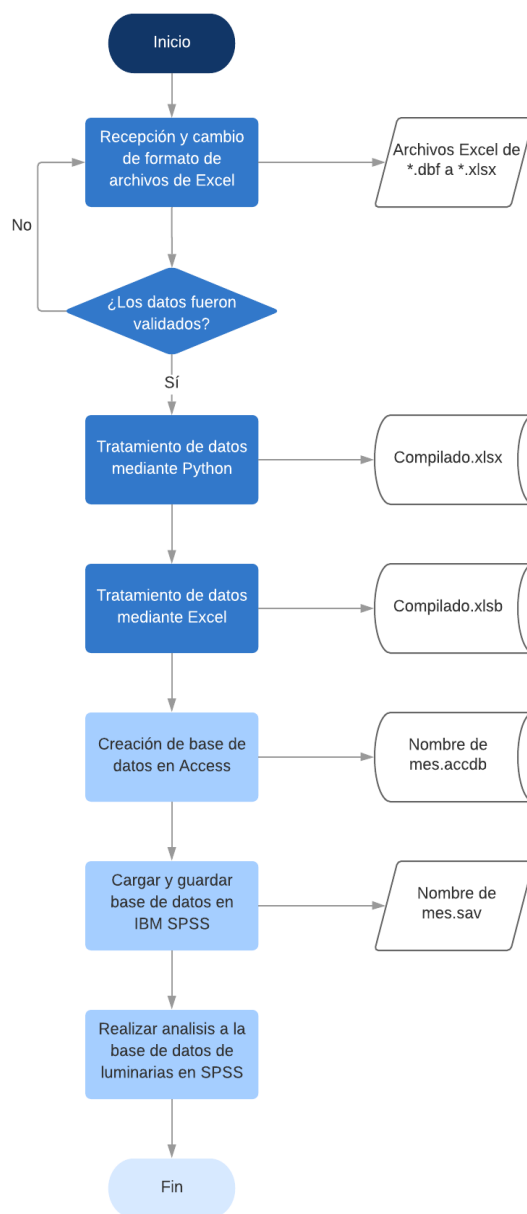 Inicio
Recepción y cambio
de formato de
archivos de Excel
Archivos Excel de
*.dbf a *.xlsx
No
¿Los datos fueron
validados?
Sí
Tratamiento de datos
mediante Python
Compilado.xlsx
Tratamiento de datos
mediante Excel
Compilado.xlsb
Creación de base de
datos en Access
Nombre de
mes.accdb
Cargar y guardar
base de datos en
IBM SPSS
Nombre de
mes.sav
Realizar analisis a la
base de datos de
luminarias en SPSS
Fin